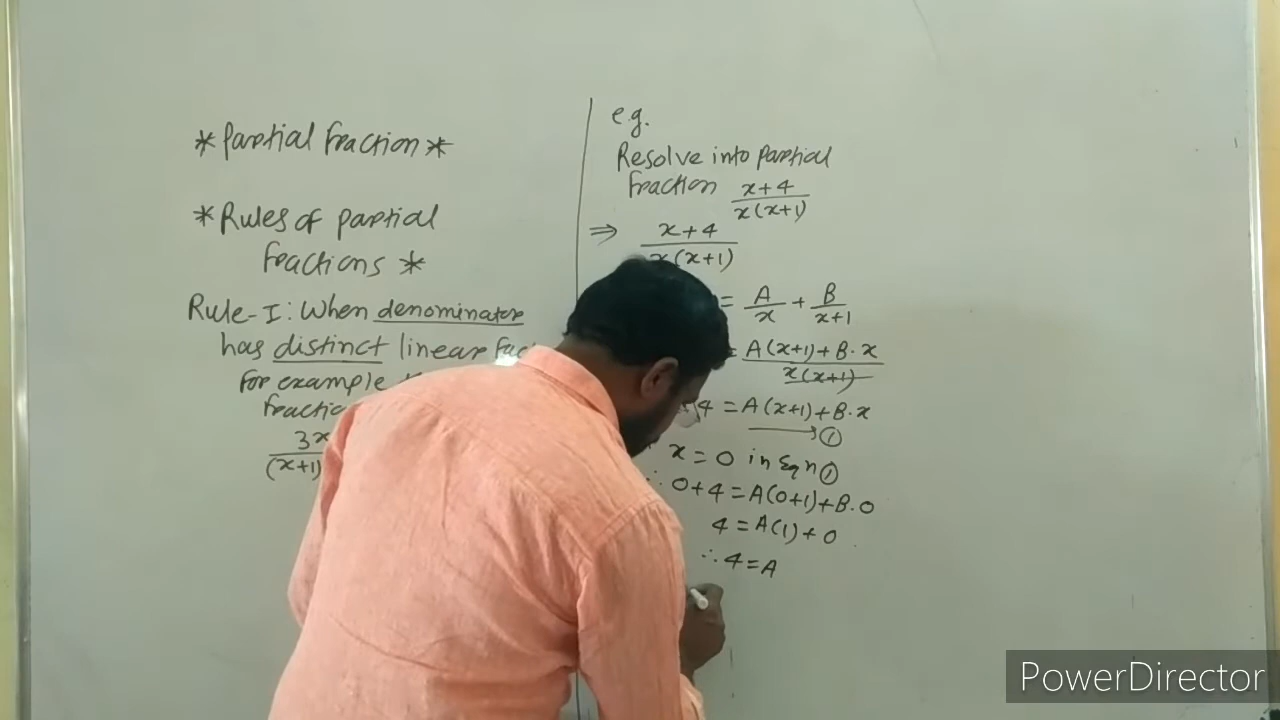 *Partial Fraction*
*Rules of partial
fractions *
Rule-I: When denominator
has distinct linear
for example
3x
(x+1)
e.g.
Resolve into Partial
fraction x+4
x(x+1)
⇒ x+4
x(x+1)
= A/x + B/x+1
= A(x+1)+B·x
x(x+1)
4 = A(x+1)+B·x
①
x=0 in Eqn ①
∴ 0+4=A(0+1)+B·0
4=A(1)+0
∴ 4=A
PowerDirector